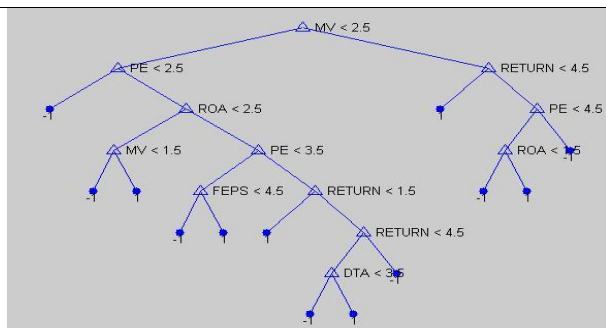 MV < 2.5
PE < 2.5
RETURN < 4.5
-1
ROA < 2.5
1
PE < 4.5
MV < 1.5
PE < 3.5
ROA < 1.5
-1
-1
1
FEPS < 4.5
RETURN < 1.5
-1
1
-1
1
1
RETURN < 4.5
DTA < 3.5
-1
-1
1